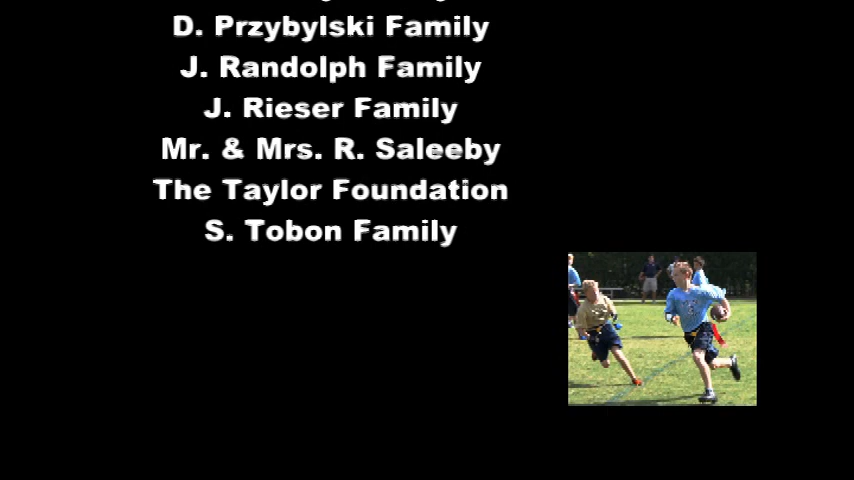 D. Przybylski Family
J. Randolph Family
J. Rieser Family
Mr. & Mrs. R. Saleeby
The Taylor Foundation
S. Tobon Family